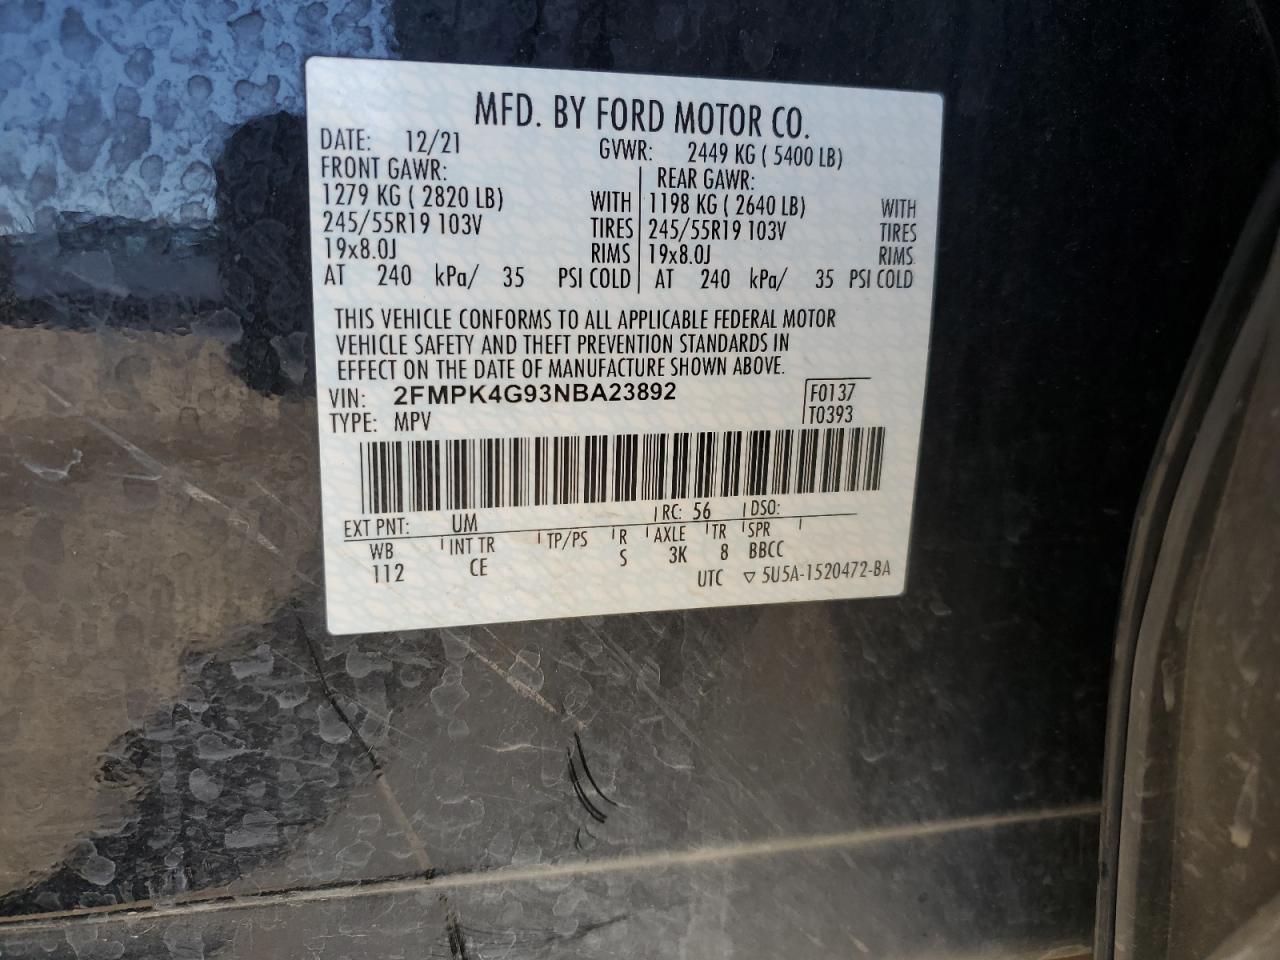 MFD. BY FORD MOTOR CO.
DATE: 12/21 GVWR: 2449 KG ( 5400 LB)
FRONT GAWR: REAR GAWR:
1279 KG ( 2820 LB) WITH 1198 KG ( 2640 LB) WITH
245/55R19 103V TIRES 245/55R19 103V TIRES
19x8.0J RIMS 19x8.0J RIMS
AT 240 kPa/ 35 PSI COLD AT 240 kPa/ 35 PSI COLD
THIS VEHICLE CONFORMS TO ALL APPLICABLE FEDERAL MOTOR
VEHICLE SAFETY AND THEFT PREVENTION STANDARDS IN
EFFECT ON THE DATE OF MANUFACTURE SHOWN ABOVE.
VIN: 2FMPK4G93NBA23892 F0137
TYPE: MPV T0393
EXT PNT: UM RC: 56 DSO:
WB INT TR TP/PS R AXLE TR SPR
112 CE S 3K 8 BBCC
UTC ▽ 5U5A-1520472-BA